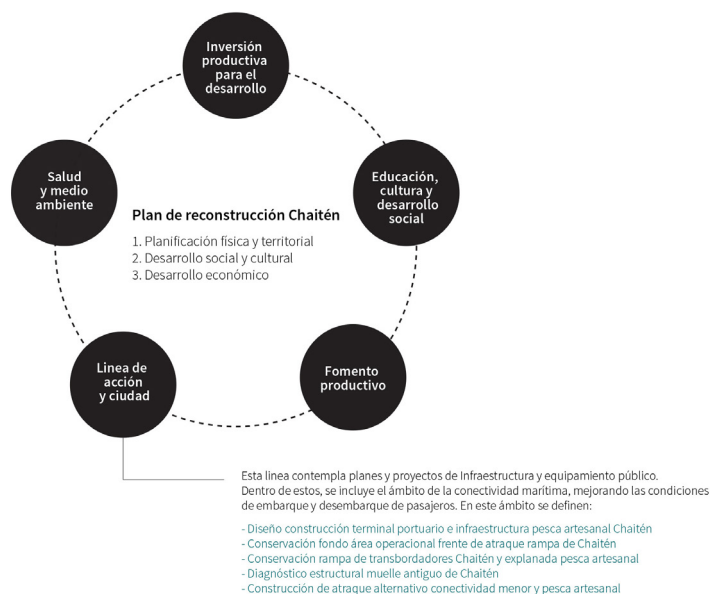 Inversión
productiva
para el
desarrollo
Salud
y medio
ambiente
Educación,
cultura y
desarrollo
social
Plan de reconstrucción Chaitén
1. Planificación física y territorial
2. Desarrollo social y cultural
3. Desarrollo económico
Linea de
acción
y ciudad
Fomento
productivo
Esta linea contempla planes y proyectos de Infraestructura y equipamiento público.
Dentro de estos, se incluye el ámbito de la conectividad marítima, mejorando las condiciones
de embarque y desembarque de pasajeros. En este ámbito se definen:
- Diseño construcción terminal portuario e infraestructura pesca artesanal Chaitén
- Conservación fondo área operacional frente de atraque rampa de Chaitén
- Conservación rampa de transbordadores Chaitén y explanada pesca artesanal
- Diagnóstico estructural muelle antiguo de Chaitén
- Construcción de atraque alternativo conectividad menor y pesca artesanal